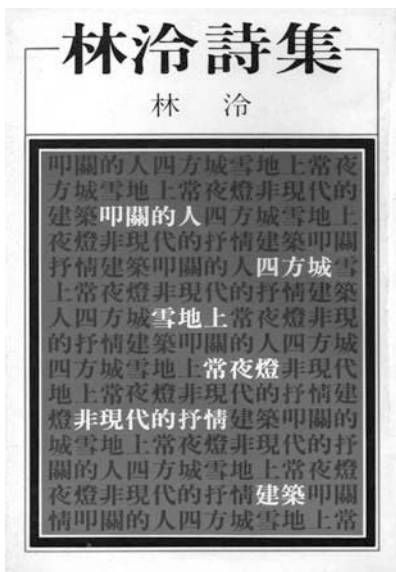 林泠詩集
林泠
叩關的人四方城雪地上常夜
方城雪地上常夜燈非現代的
建築叩關的人四方城雪地上
夜燈非現代的抒情建築叩關
抒情建築叩關的人四方城雪
上常夜燈非現代的抒情建築
人四方城雪地上常夜燈非現
的抒情建築叩關的人四方城
四方城雪地上常夜燈非現代
地上常夜燈非現代的抒情建
燈非現代的抒情建築叩關的
城雪地上常夜燈非現代的抒
關的人四方城雪地上常夜燈
夜燈非現代的抒情建築叩關
情叩關的人四方城雪地上常